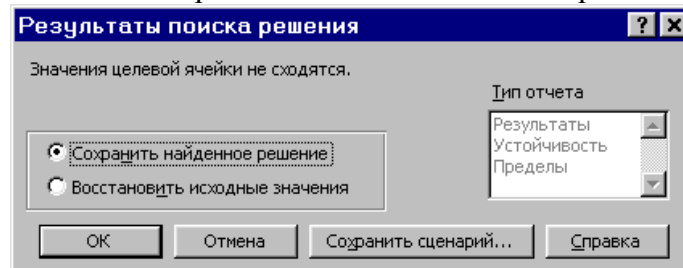 Результаты поиска решения
Значения целевой ячейки не сходятся.
Тип отчета
Результаты
Устойчивость
Пределы
Сохранить найденное решение
Восстановить исходные значения
ОК
Отмена
Сохранить сценарий...
Справка